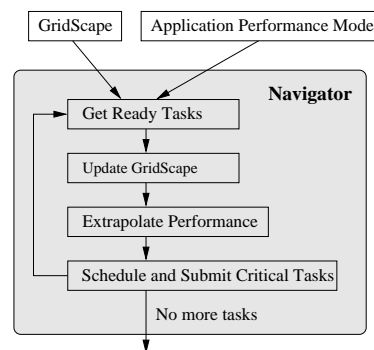 GridScape
Application Performance Mode
Navigator
Get Ready Tasks
Update GridScape
Extrapolate Performance
Schedule and Submit Critical Tasks
No more tasks